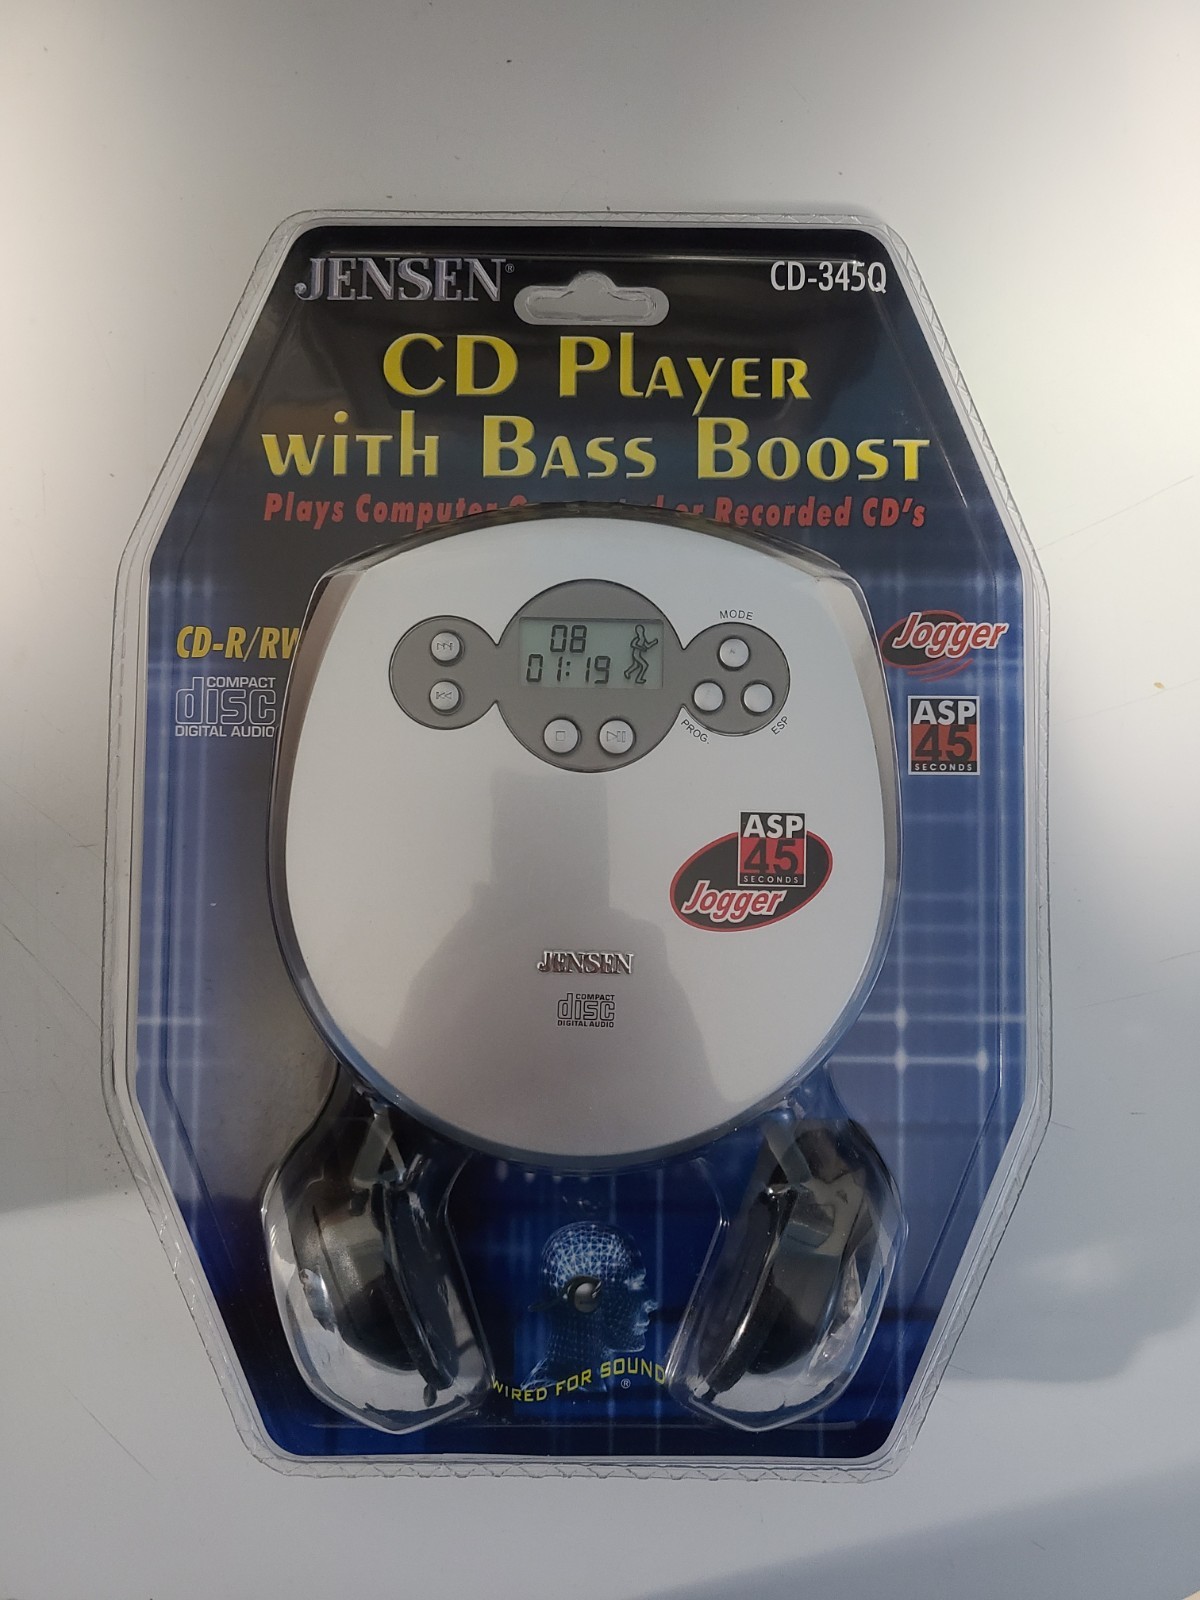 JENSEN®
CD-345Q
CD Player
with Bass Boost
Plays Computer or Recorded CD's
CD-R/RW
COMPACT
disc
DIGITAL AUDIO
Jogger
ASP
45
SECONDS
08
01:19
MODE
PROG.
ESP
ASP
45
SECONDS
Jogger
JENSEN
COMPACT
disc
DIGITAL AUDIO
WIRED FOR SOUND
®